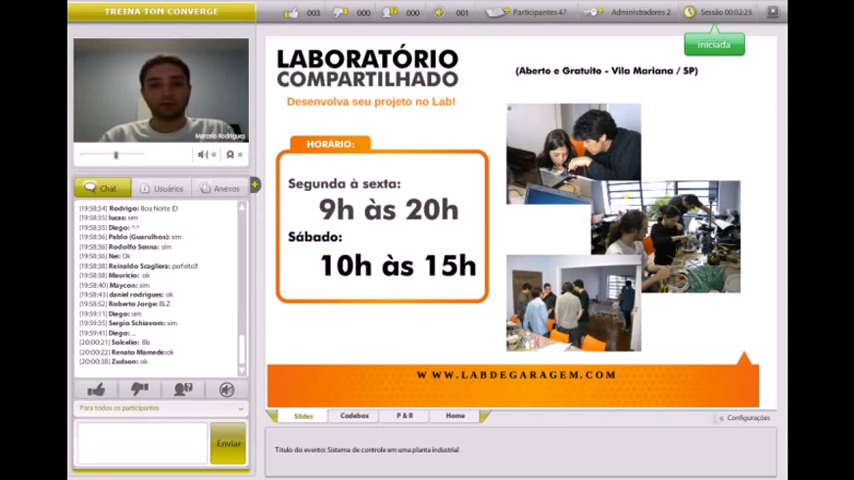 TREINA TOM CONVERGE
003
000
000
001
Participantes 47
Administradores 2
Sessão 00:02:23
Iniciada
Marcelo Rodrigues
Chat
Usuários
Anexos
[19:58:34] Rodrigo: Boa Noite :D
[19:58:35] lucas: sim
[19:58:35] Diego: ^^
[19:58:36] Pablo (Guarulhos): sim
[19:58:36] Rodolfo Senna: sim
[19:58:36] Nei: Ok
[19:58:38] Reinaldo Scagliera: perfeito!!
[19:58:38] Mauricio: ok
[19:58:40] Maycon: sim
[19:58:43] daniel rodrigues: ok
[19:58:52] Roberto Jorge: BLZ
[19:59:11] Diego: sim
[19:59:35] Sergio Schiavom: sim
[19:59:41] Diego: ..
[20:00:21] Solcelio: Blz
[20:00:22] Renato Mamede: ok
[20:00:38] Zudson: ok
Para todos os participantes
Enviar
LABORATÓRIO
COMPARTILHADO
Desenvolva seu projeto no Lab!
(Aberto e Gratuito - Vila Mariana / SP)
HORÁRIO:
Segunda à sexta:
9h às 20h
Sábado:
10h às 15h
WWW.LABDEGARAGEM.COM
Slides
Codebox
P & R
Home
Configurações
Título do evento: Sistema de controle em uma planta industrial